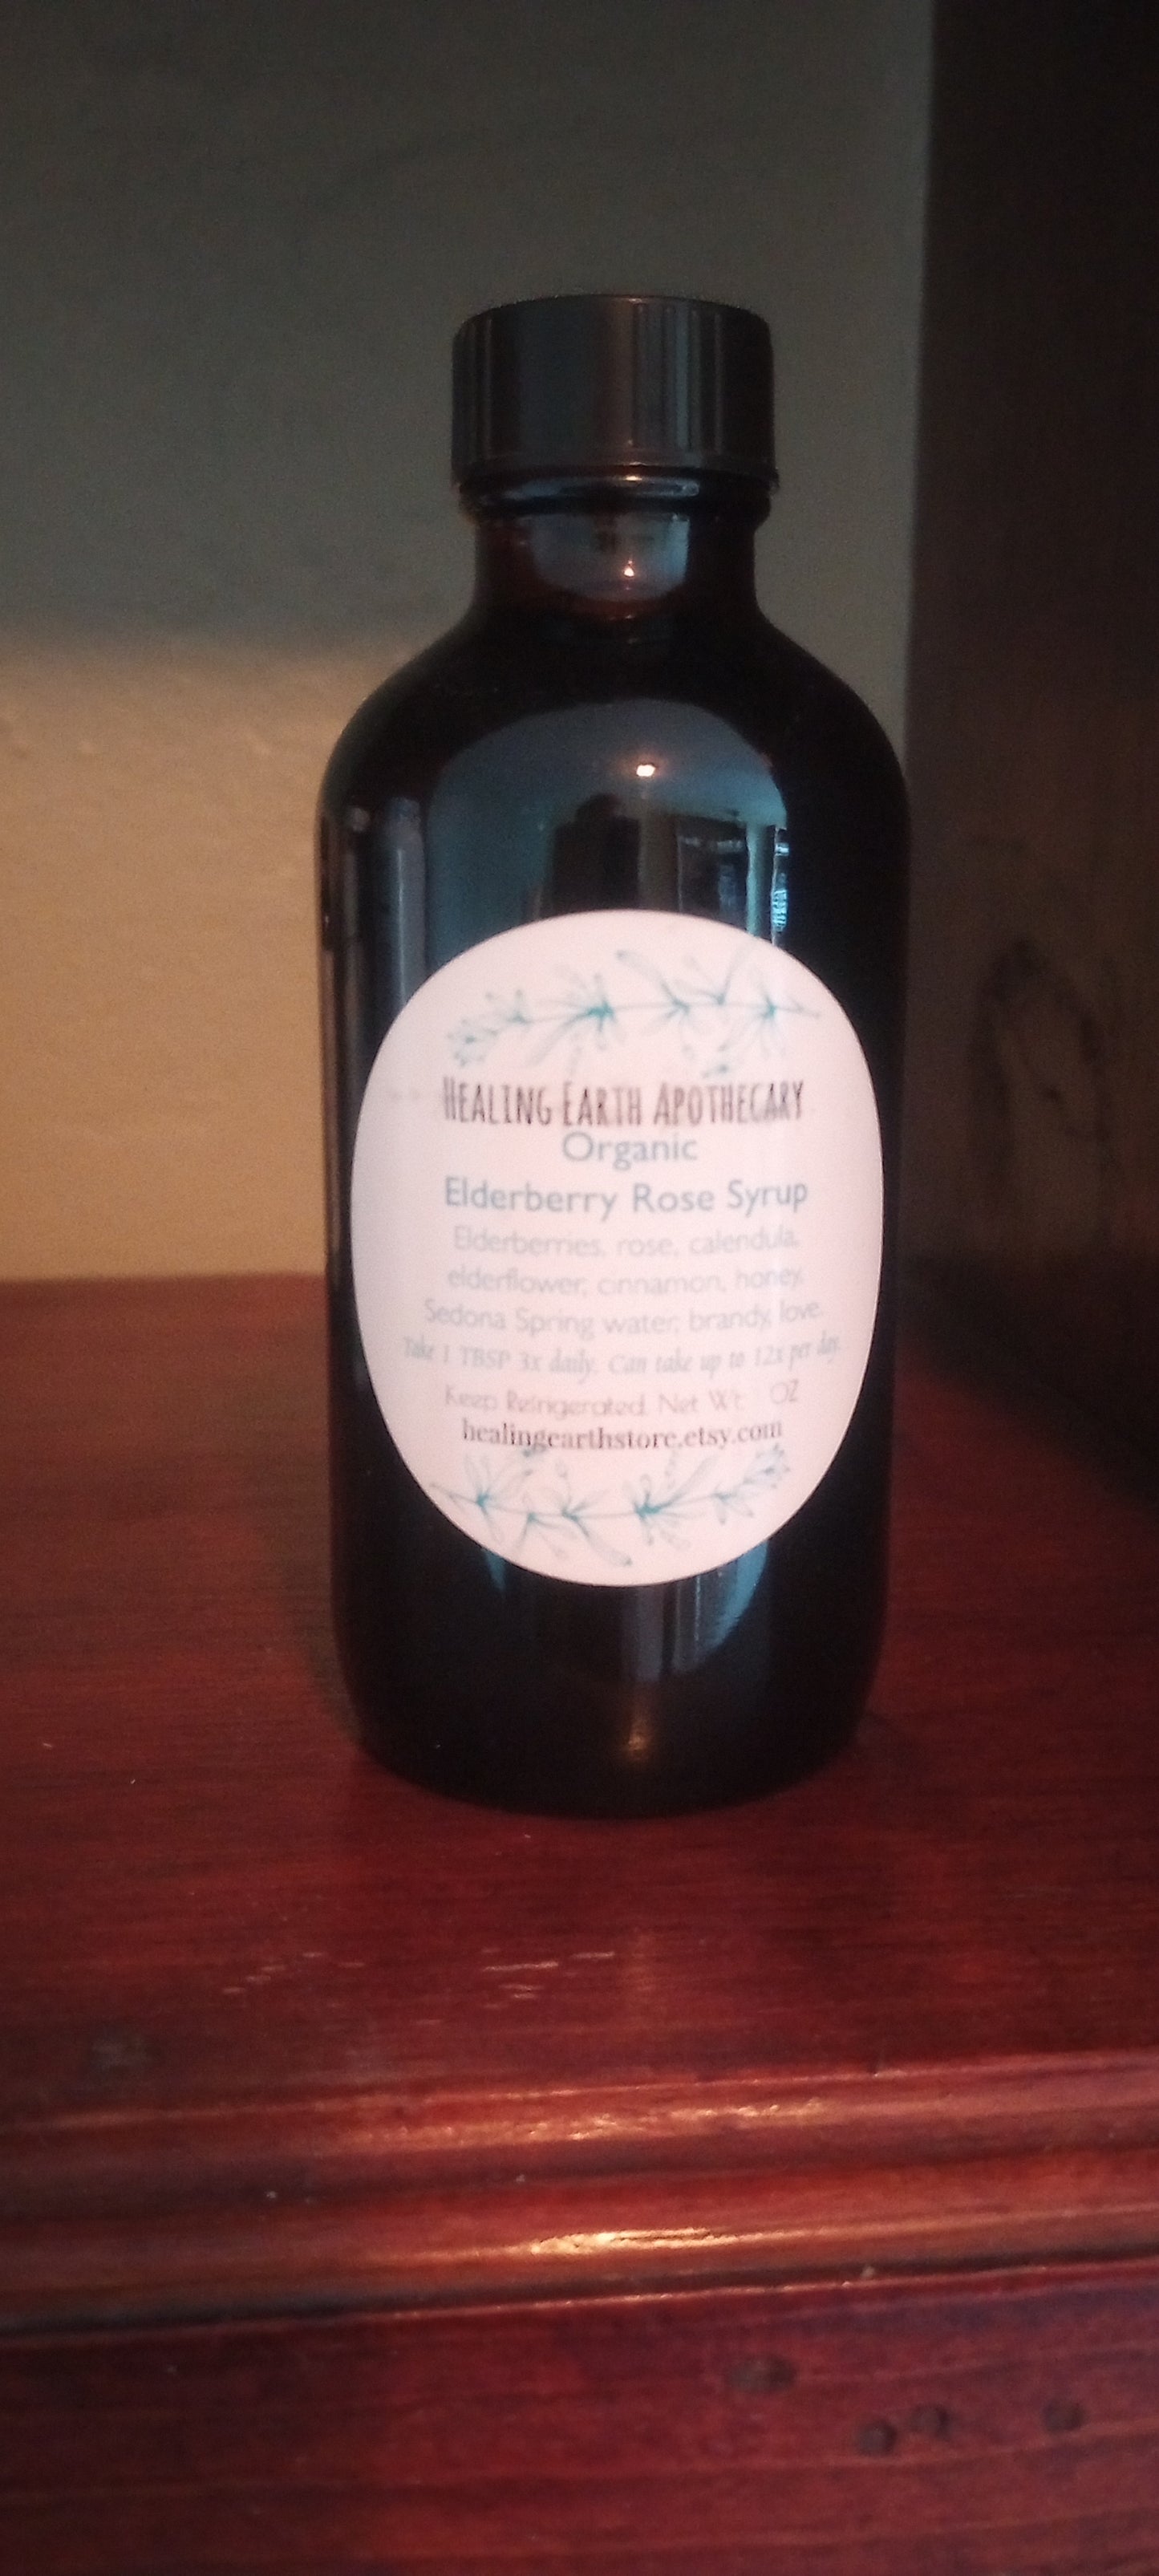 HEALING EARTH APOTHECARY
Organic
Elderberry Rose Syrup
Elderberries, rose, calendula,
elderflower, cinnamon, honey,
Sedona Spring water, brandy, love.
Take 1 TBSP 3x daily. Can take up to 12x per day.
Keep Refrigerated. Net Wt. OZ
healingearthstore.etsy.com